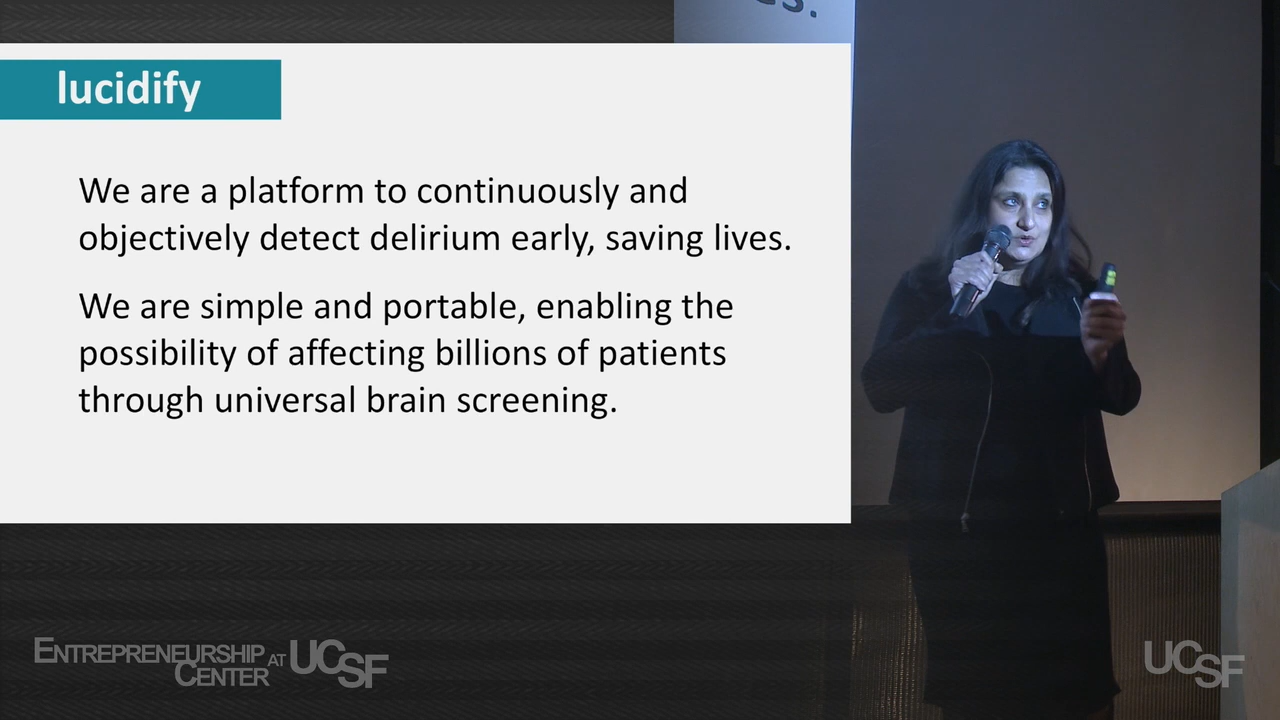 lucidify
We are a platform to continuously and
objectively detect delirium early, saving lives.
We are simple and portable, enabling the
possibility of affecting billions of patients
through universal brain screening.
ENTREPRENEURSHIP AT UCSF
CENTER
UCSF